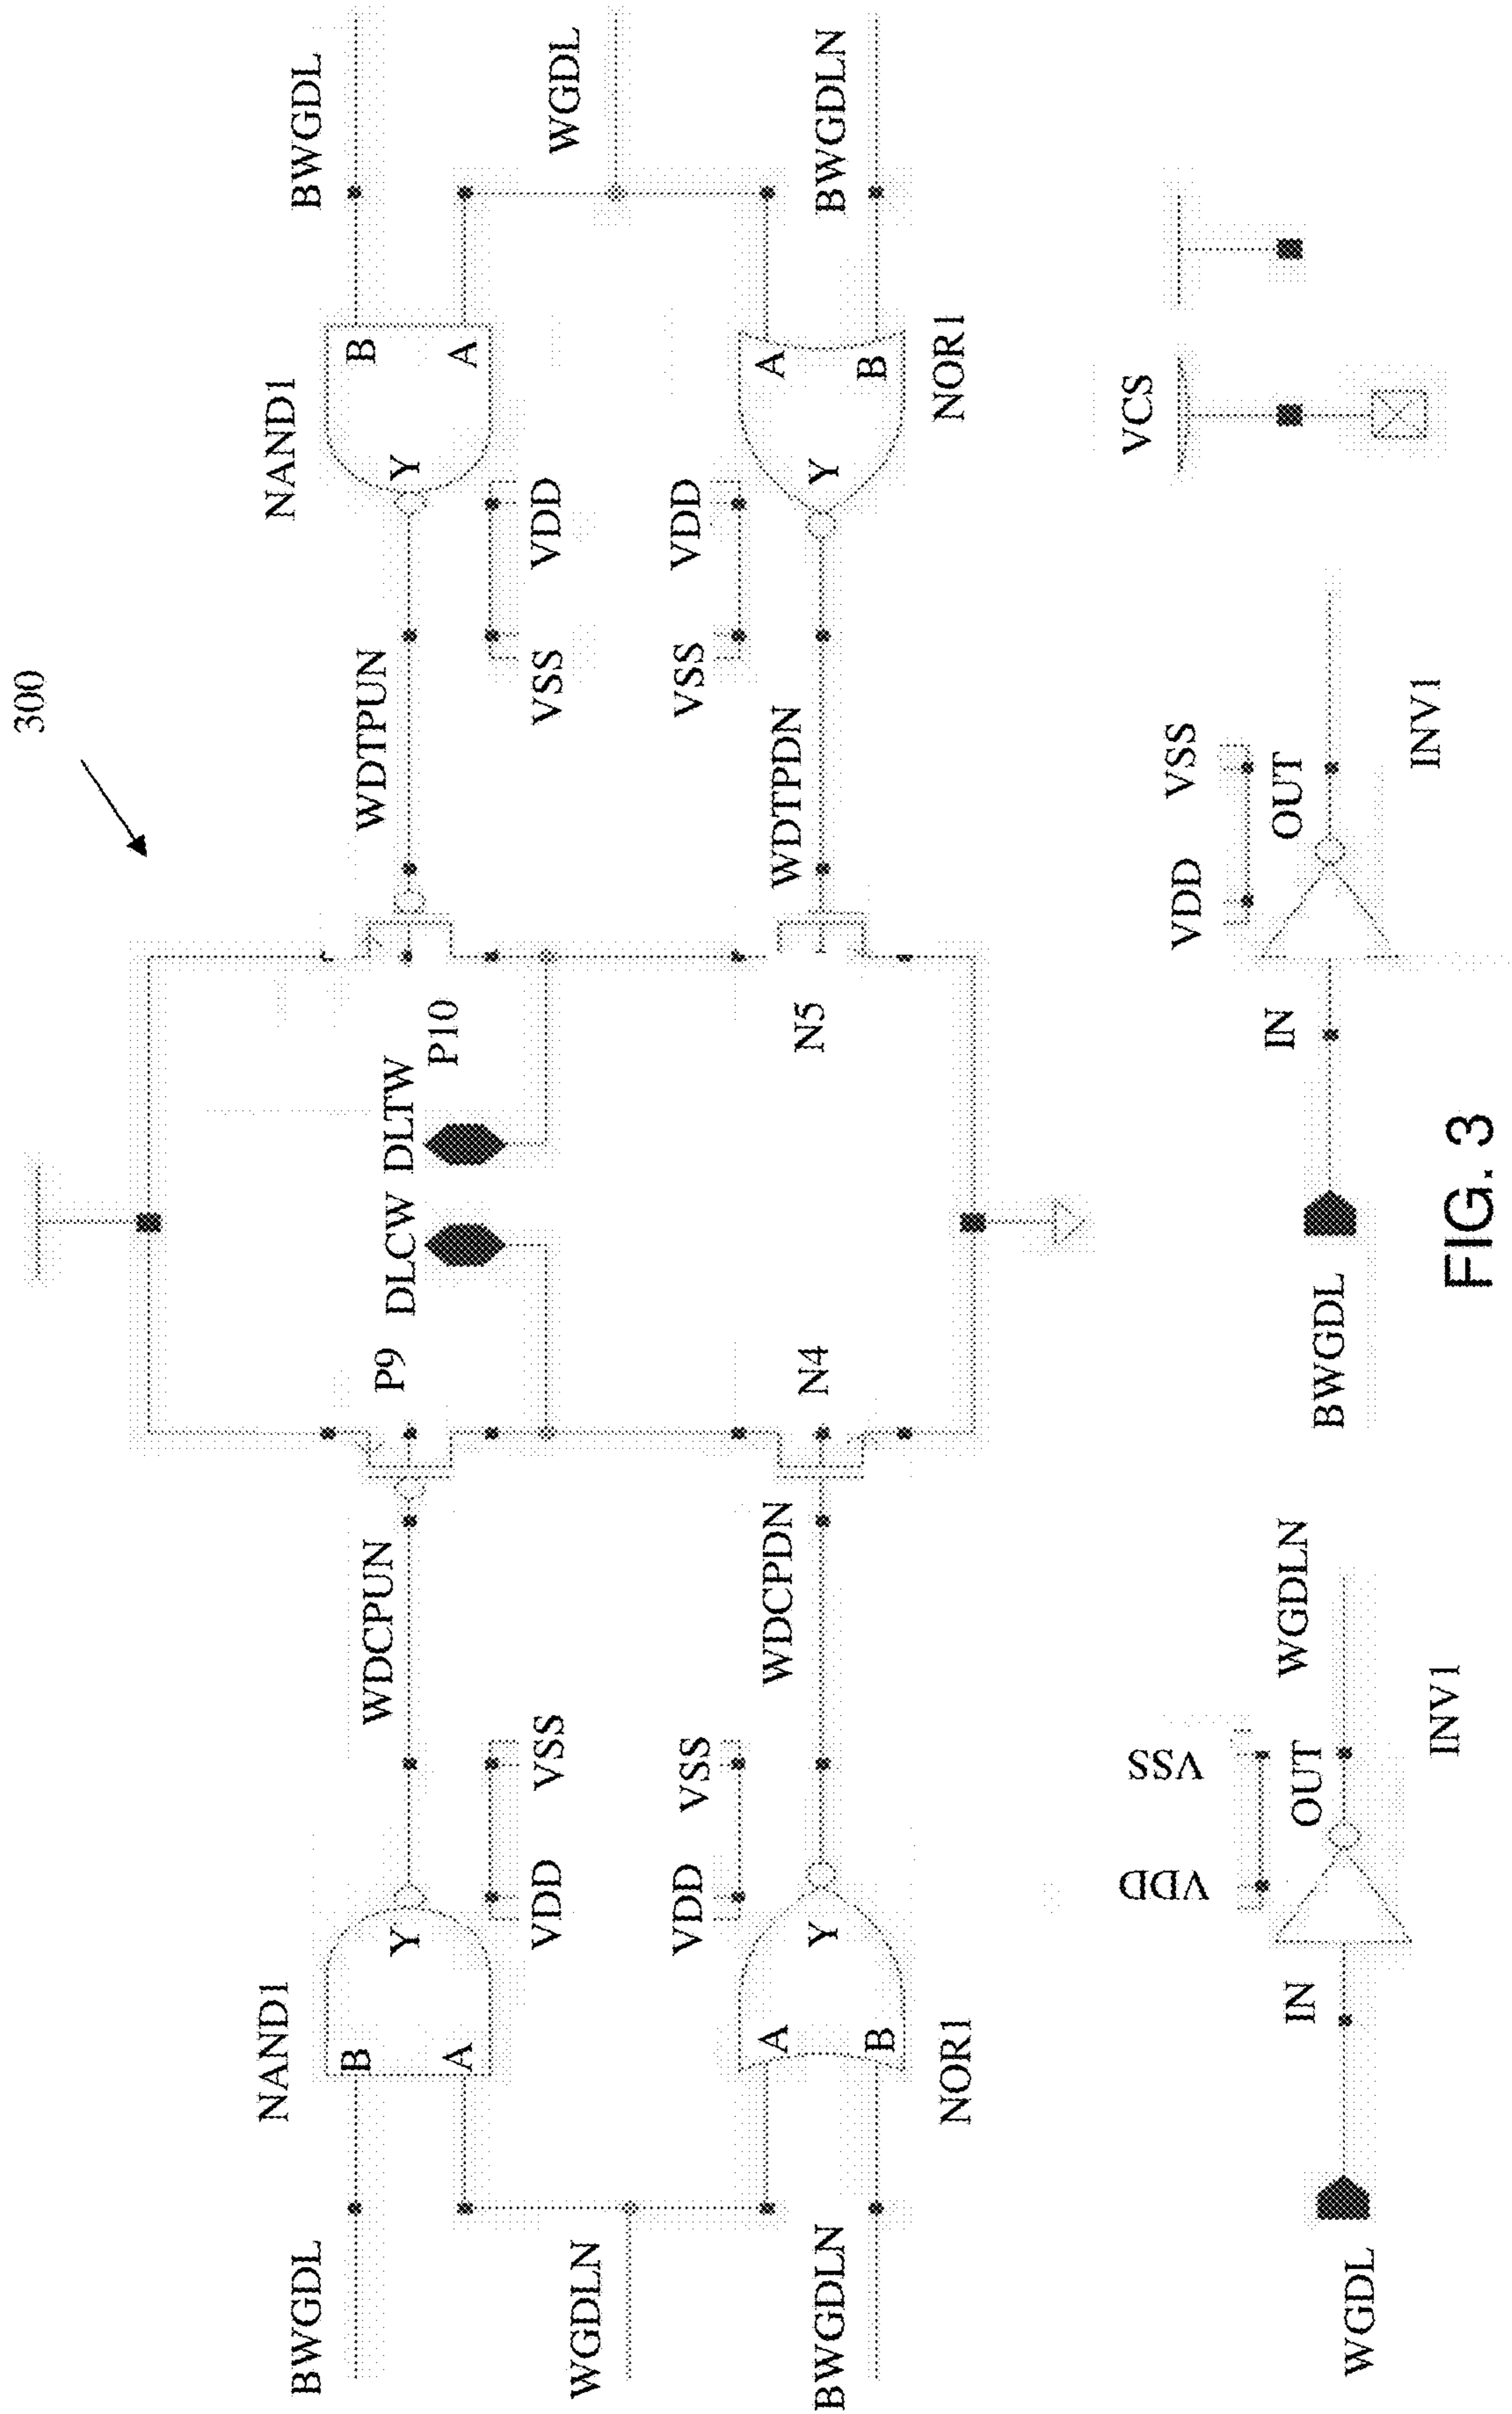 300
BWGDL
NAND1
B
A
Y
WDCPUN
P9
DLCW
DLTW
P10
WDTPUN
NAND1
Y
B
A
BWGDL
VDD
VSS
VSS
VDD
WGDLN
WGDL
VDD
VSS
VSS
VDD
BWGDLN
A
B
Y
NOR1
WDCPDN
N4
N5
WDTPDN
Y
A
B
NOR1
BWGDLN
WGDL
IN
VDD
VSS
OUT
WGDLN
INV1
BWGDL
IN
VDD
VSS
OUT
INV1
VCS
FIG. 3